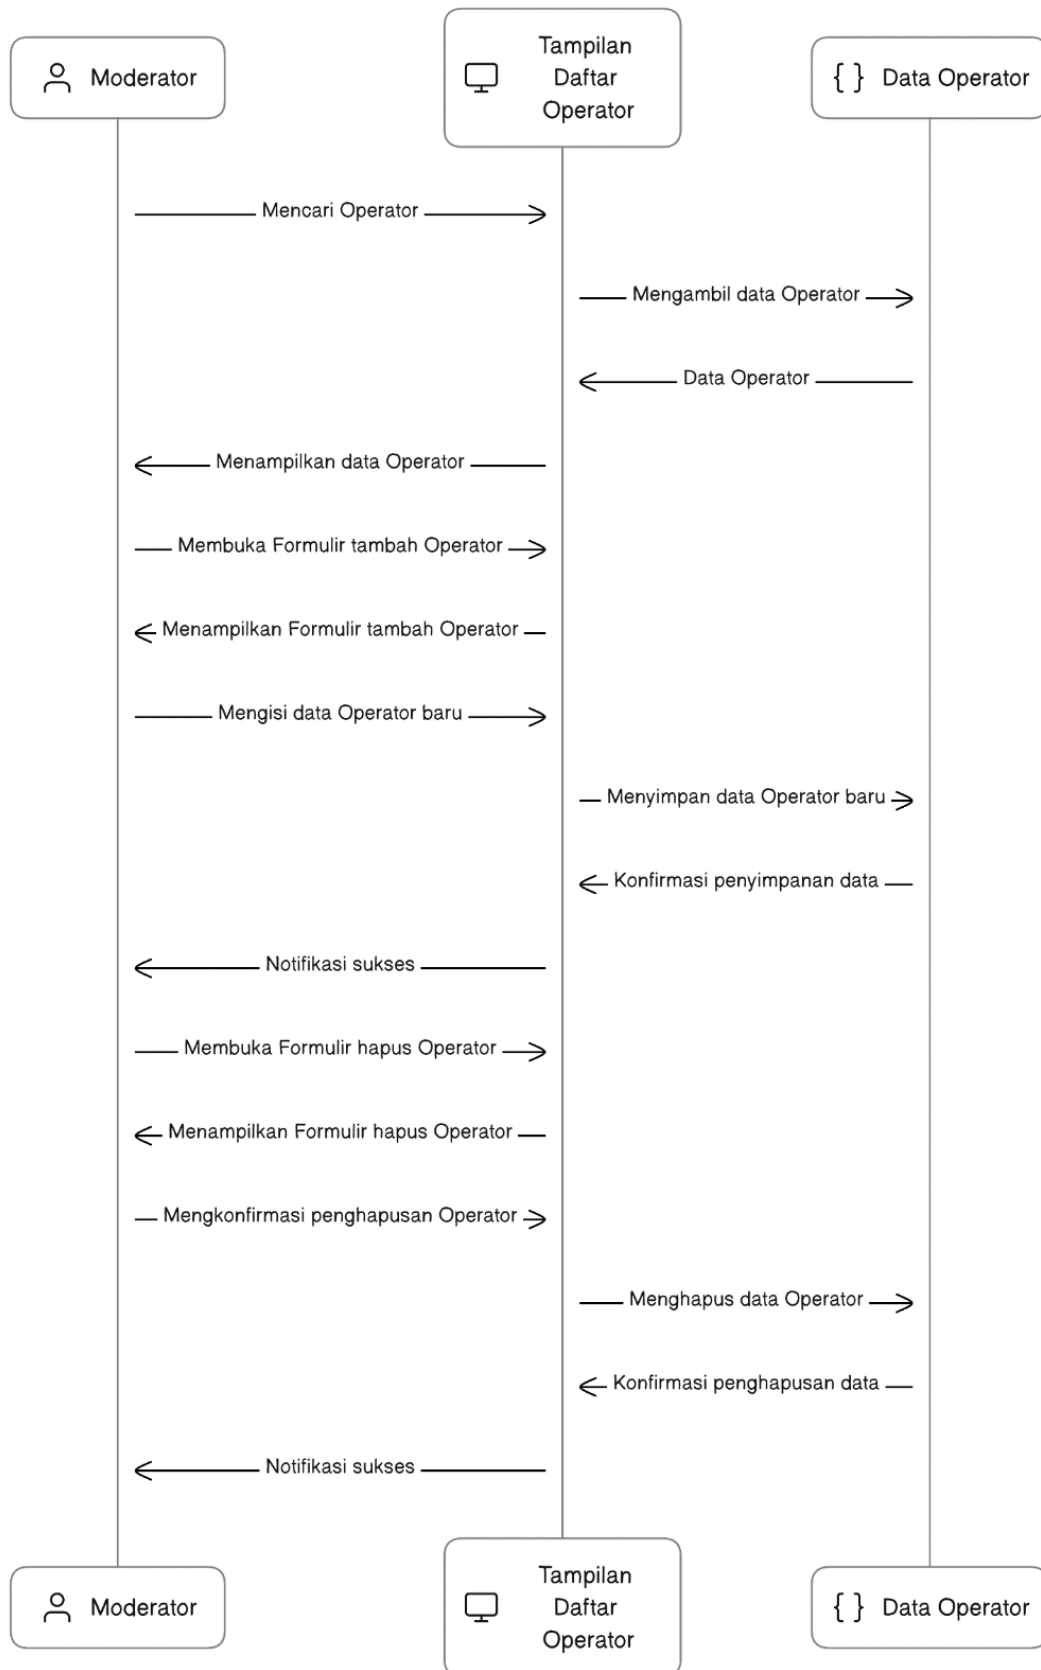 Moderator
Tampilan
Daftar
Operator
Data Operator
Mencari Operator
Mengambil data Operator
Data Operator
Menampilkan data Operator
Membuka Formulir tambah Operator
Menampilkan Formulir tambah Operator
Mengisi data Operator baru
Menyimpan data Operator baru
Konfirmasi penyimpanan data
Notifikasi sukses
Membuka Formulir hapus Operator
Menampilkan Formulir hapus Operator
Mengkonfirmasi penghapusan Operator
Menghapus data Operator
Konfirmasi penghapusan data
Notifikasi sukses
Moderator
Tampilan
Daftar
Operator
Data Operator